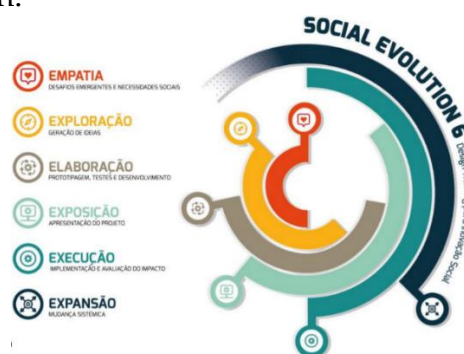 SOCIAL EVOLUTION 6
EMPATIA
DESAFIOS EMERGENTES E NECESSIDADES SOCIAIS
EXPLORAÇÃO
GERAÇÃO DE IDEIAS
ELABORAÇÃO
PROTOTIPAGEM, TESTES E DESENVOLVIMENTO
EXPOSIÇÃO
APRESENTAÇÃO DO PROJETO
EXECUÇÃO
IMPLEMENTAÇÃO E AVALIAÇÃO DO IMPACTO
EXPANSÃO
MUDANÇA SISTÉMICA
Social